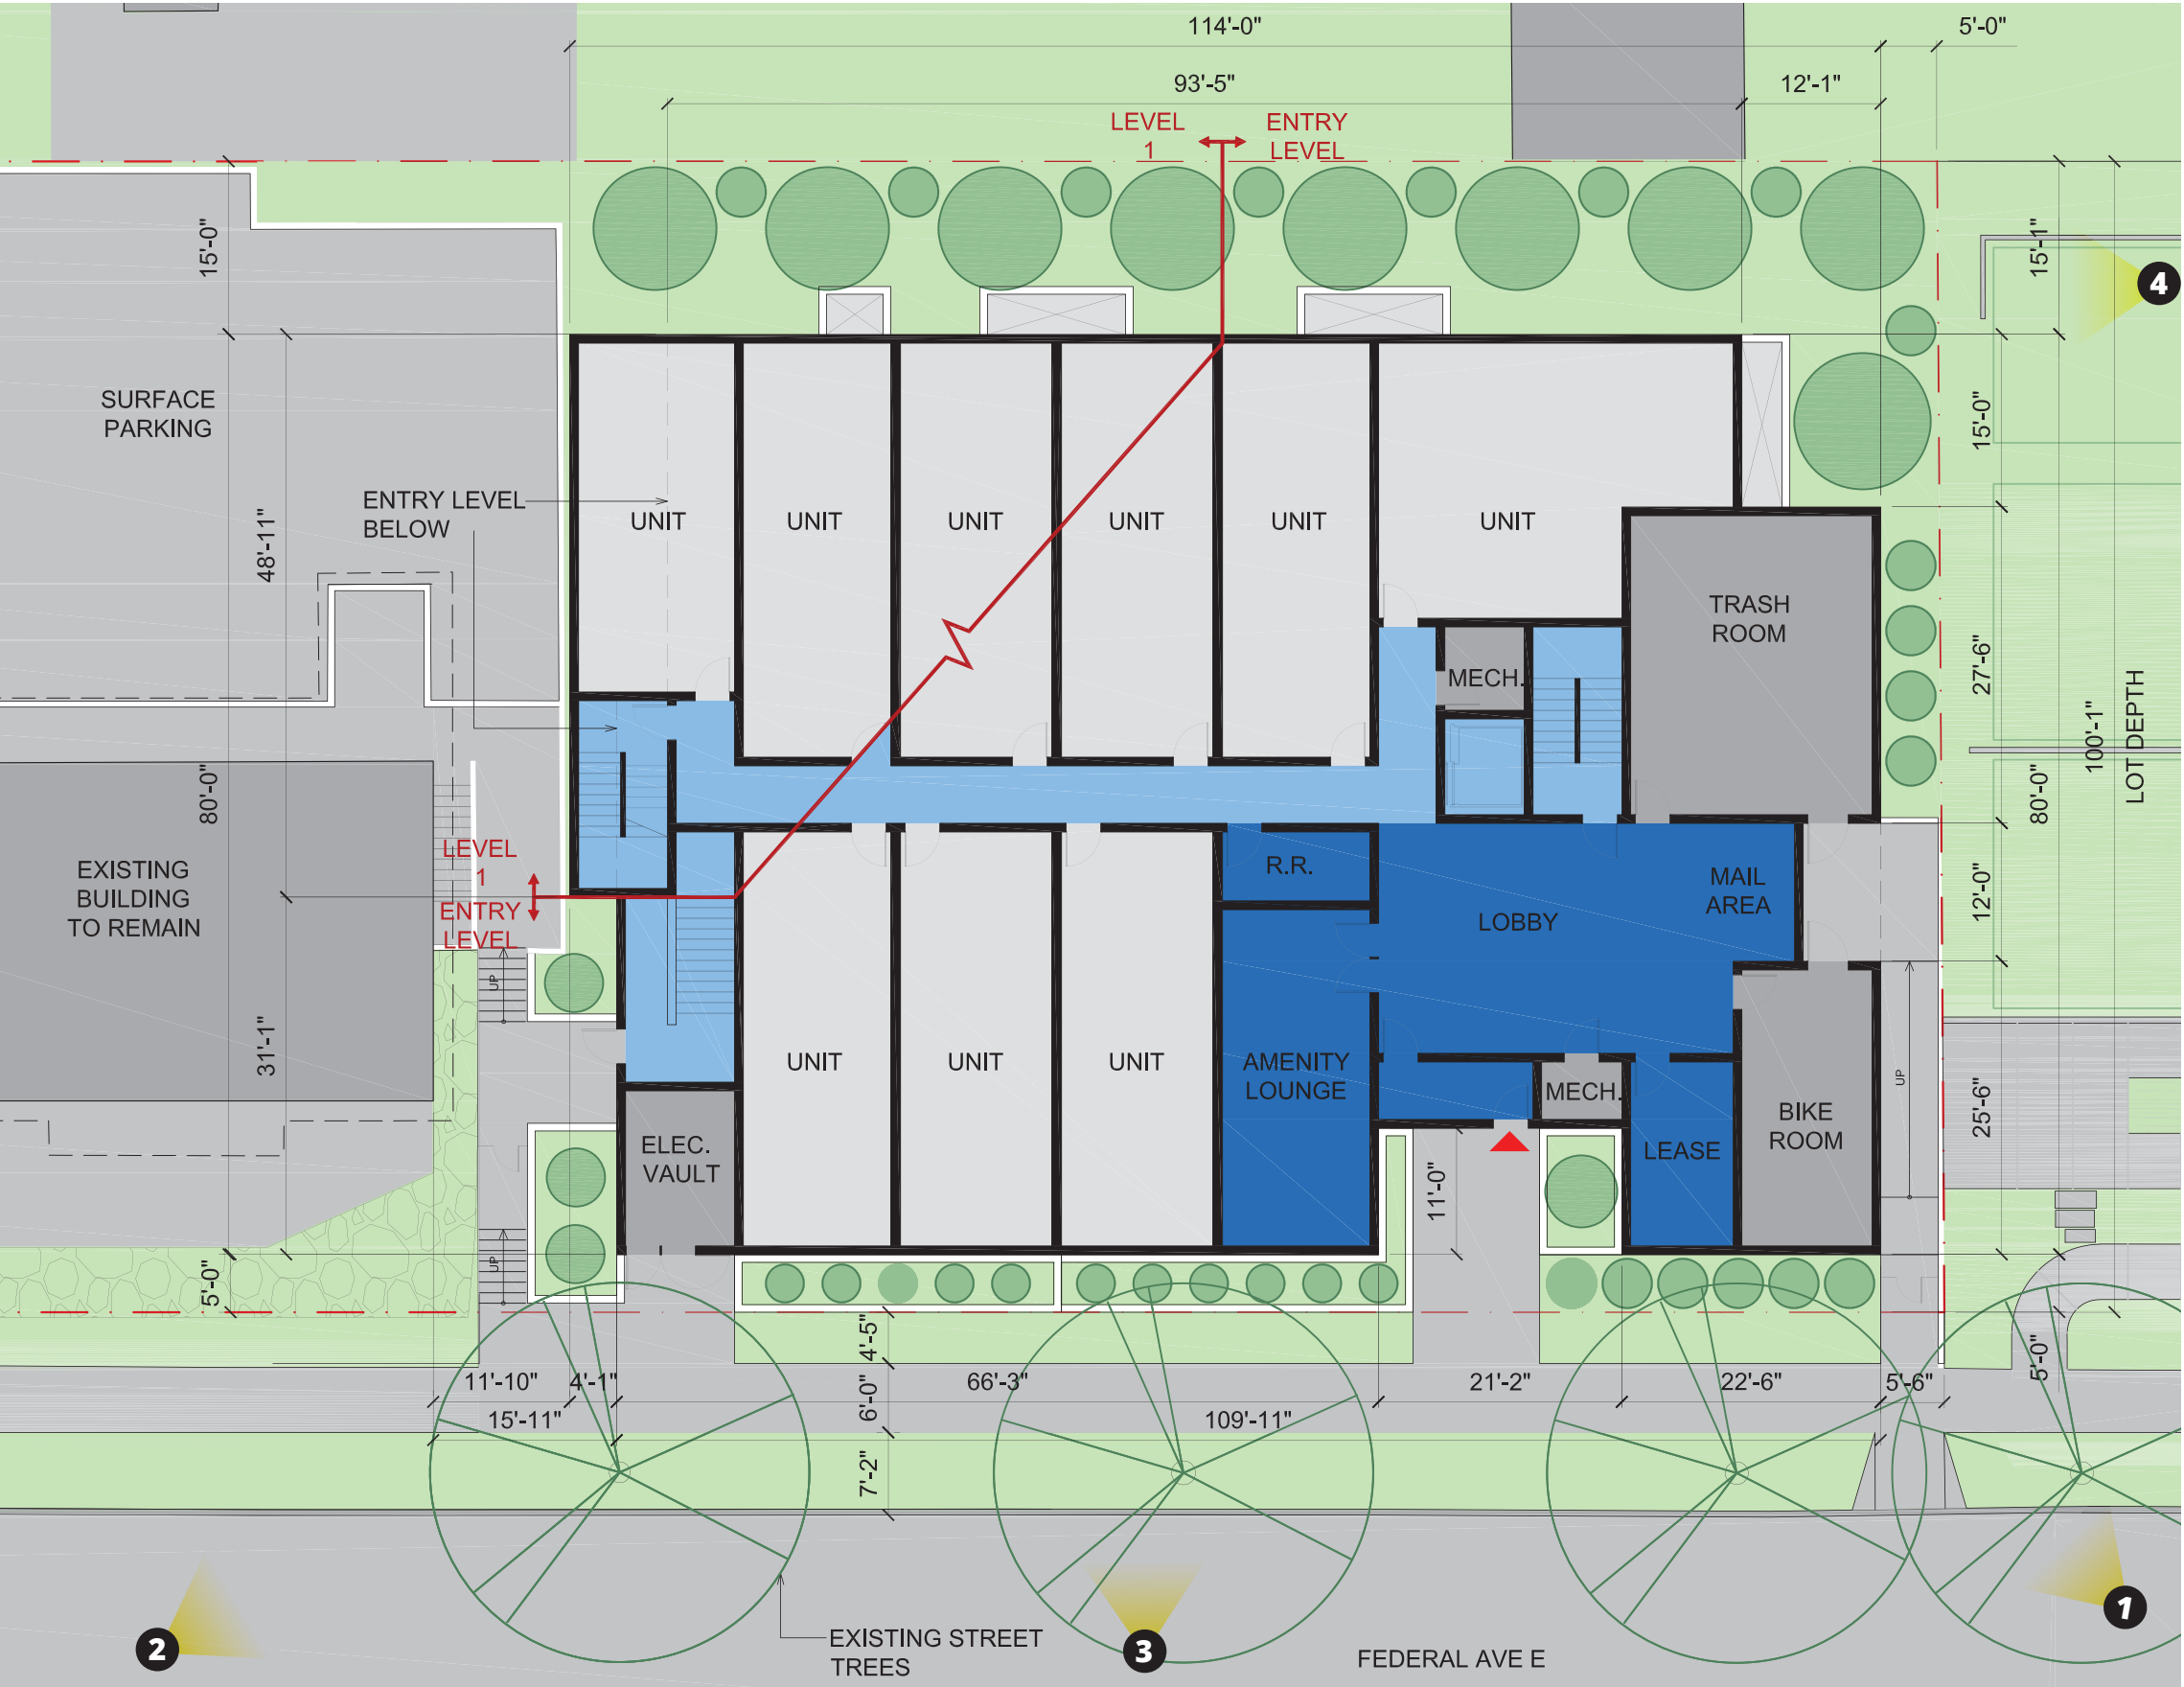 114'-0"
5'-0"
93'-5"
12'-1"
LEVEL
1
ENTRY
LEVEL
15'-0"
15'-1"
4
SURFACE
PARKING
15'-0"
ENTRY LEVEL
BELOW
48'-11"
UNIT
UNIT
UNIT
UNIT
UNIT
UNIT
TRASH
ROOM
MECH.
27'-6"
100'-1"
LOT DEPTH
80'-0"
80'-0"
LEVEL
1
ENTRY
LEVEL
EXISTING
BUILDING
TO REMAIN
R.R.
LOBBY
MAIL
AREA
12'-0"
UP
31'-1"
UNIT
UNIT
UNIT
AMENITY
LOUNGE
MECH.
LEASE
BIKE
ROOM
UP
25'-6"
ELEC.
VAULT
11'-0"
UP
5'-0"
4'-5"
5'-0"
11'-10"
4'-1"
66'-3"
21'-2"
22'-6"
5'-6"
6'-0"
15'-11"
109'-11"
7'-2"
2
EXISTING STREET
TREES
3
FEDERAL AVE E
1